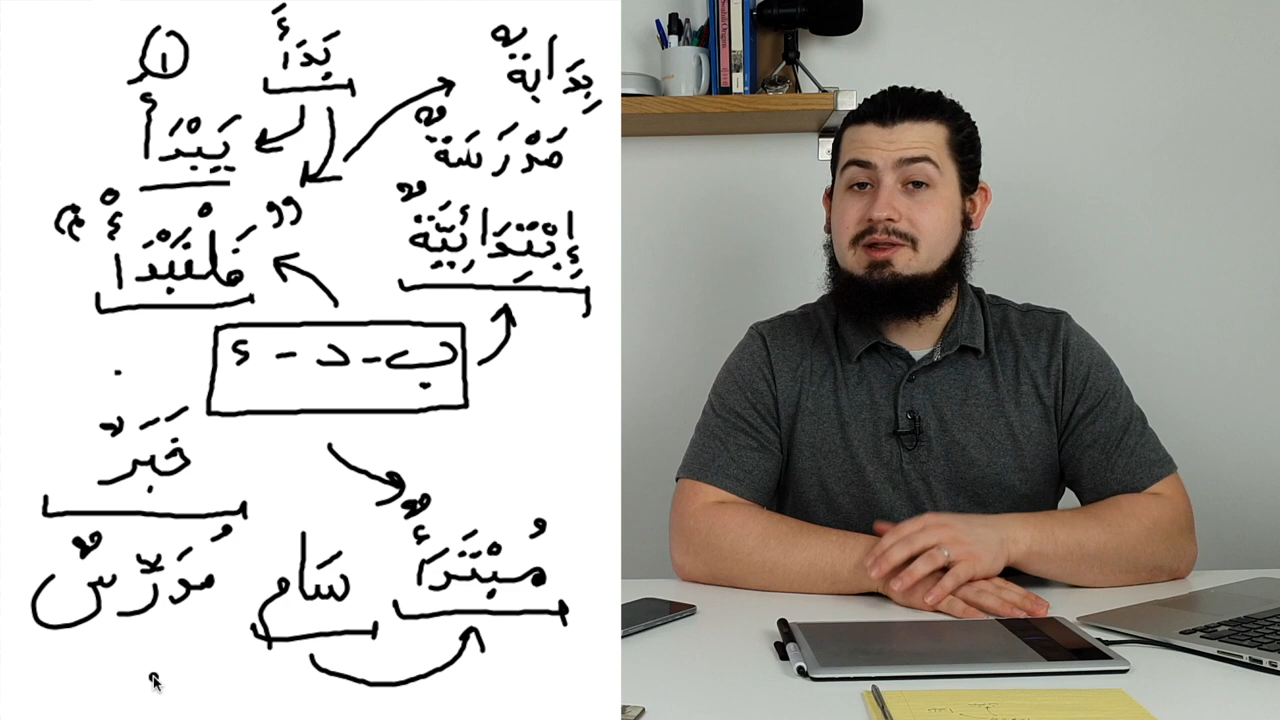 ١ بَدَأَ بِدَايَةٌ
يَبْدَأُ مَدْرَسَةٌ
"فَلْنَبْدَأْ" إِبْتِدَائِيَّةٌ
ب - د - ء
خَبَرٌ
مُبْتَدَأٌ سَام مُدَرِّسٌ